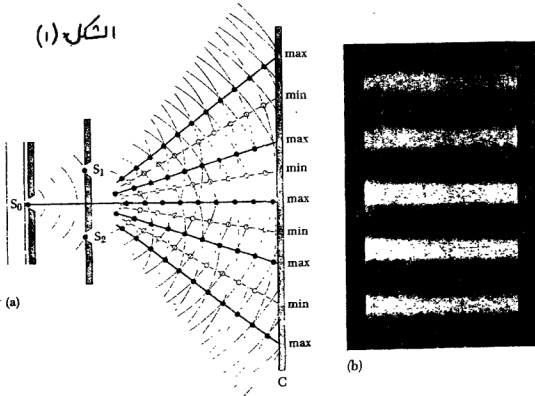 الشكل (١)
max
min
max
min
max
min
max
min
max
S₀
S₁
S₂
(a)
C
(b)